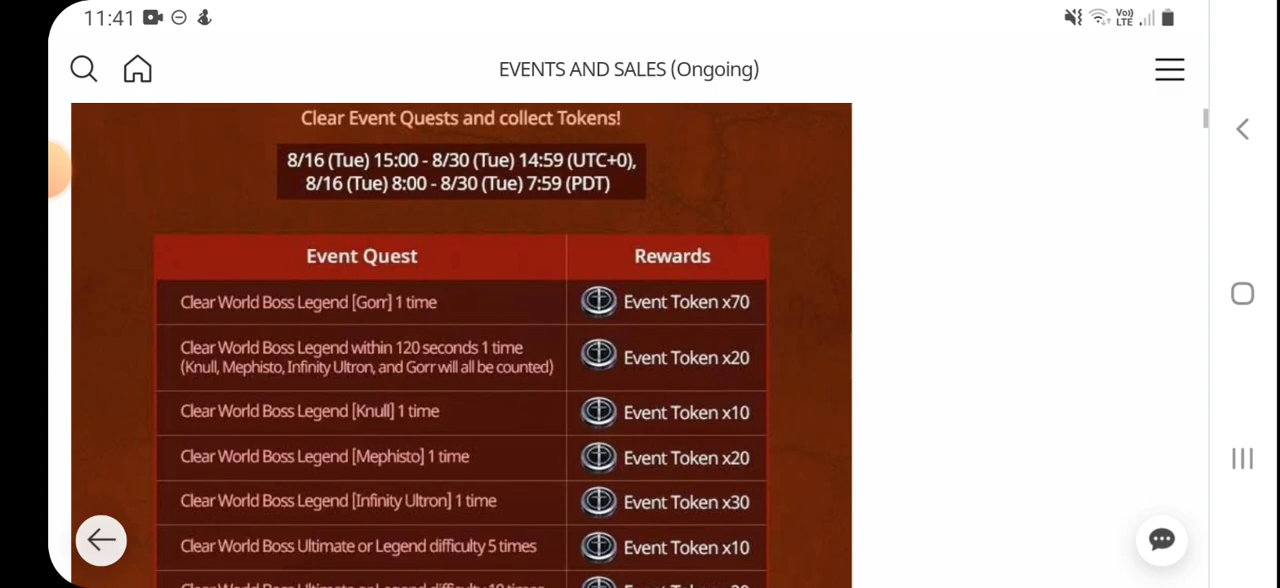 11:41
Vo))
LTE
EVENTS AND SALES (Ongoing)
Clear Event Quests and collect Tokens!
8/16 (Tue) 15:00 - 8/30 (Tue) 14:59 (UTC+0),
8/16 (Tue) 8:00 - 8/30 (Tue) 7:59 (PDT)
Event Quest Rewards
Clear World Boss Legend [Gorr] 1 time Event Token x70
Clear World Boss Legend within 120 seconds 1 time
(Knull, Mephisto, Infinity Ultron, and Gorr will all be counted) Event Token x20
Clear World Boss Legend [Knull] 1 time Event Token x10
Clear World Boss Legend [Mephisto] 1 time Event Token x20
Clear World Boss Legend [Infinity Ultron] 1 time Event Token x30
Clear World Boss Ultimate or Legend difficulty 5 times Event Token x10